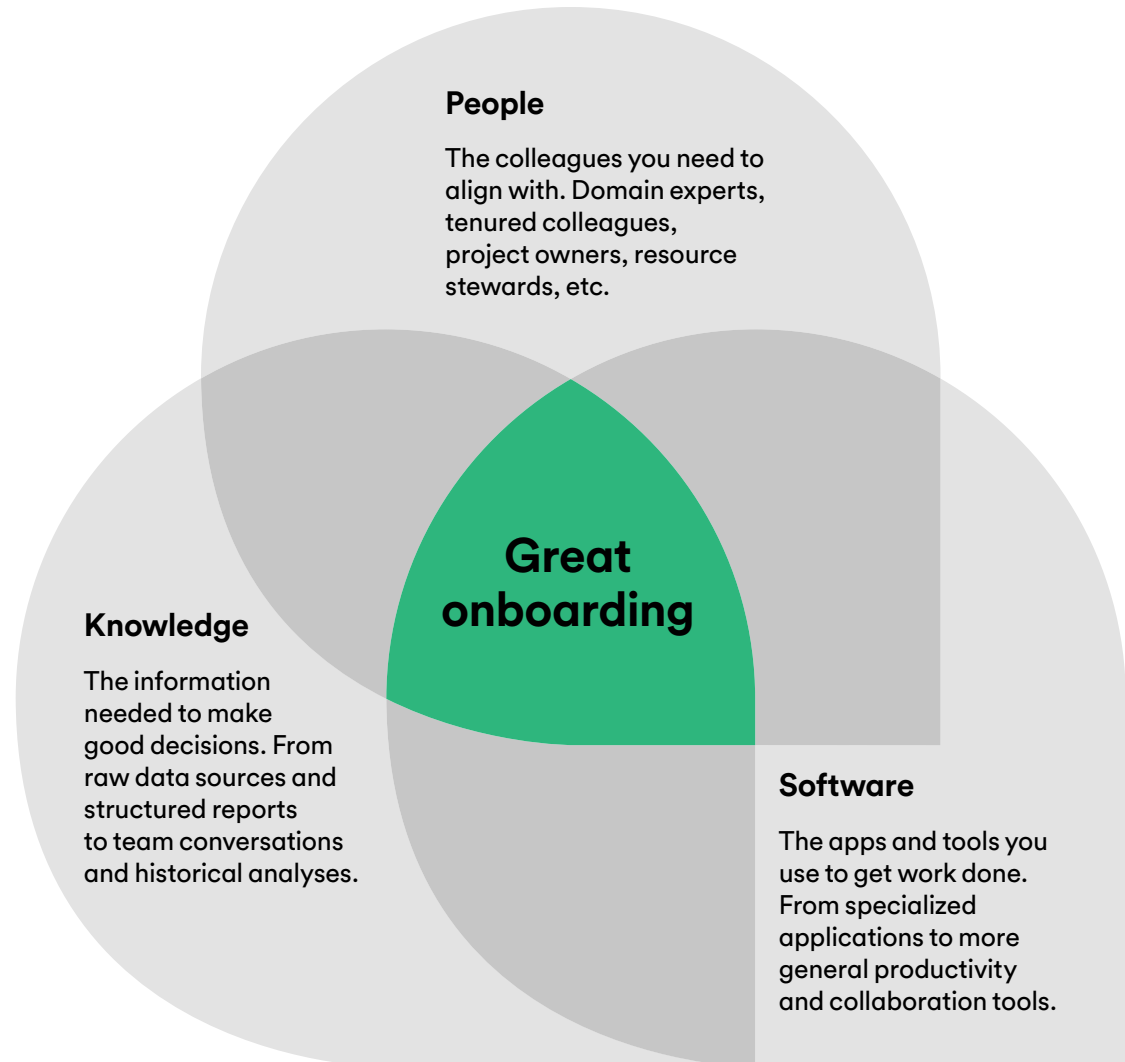 People
The colleagues you need to
align with. Domain experts,
tenured colleagues,
project owners, resource
stewards, etc.
Great
onboarding
Knowledge
The information
needed to make
good decisions. From
raw data sources and
structured reports
to team conversations
and historical analyses.
Software
The apps and tools you
use to get work done.
From specialized
applications to more
general productivity
and collaboration tools.